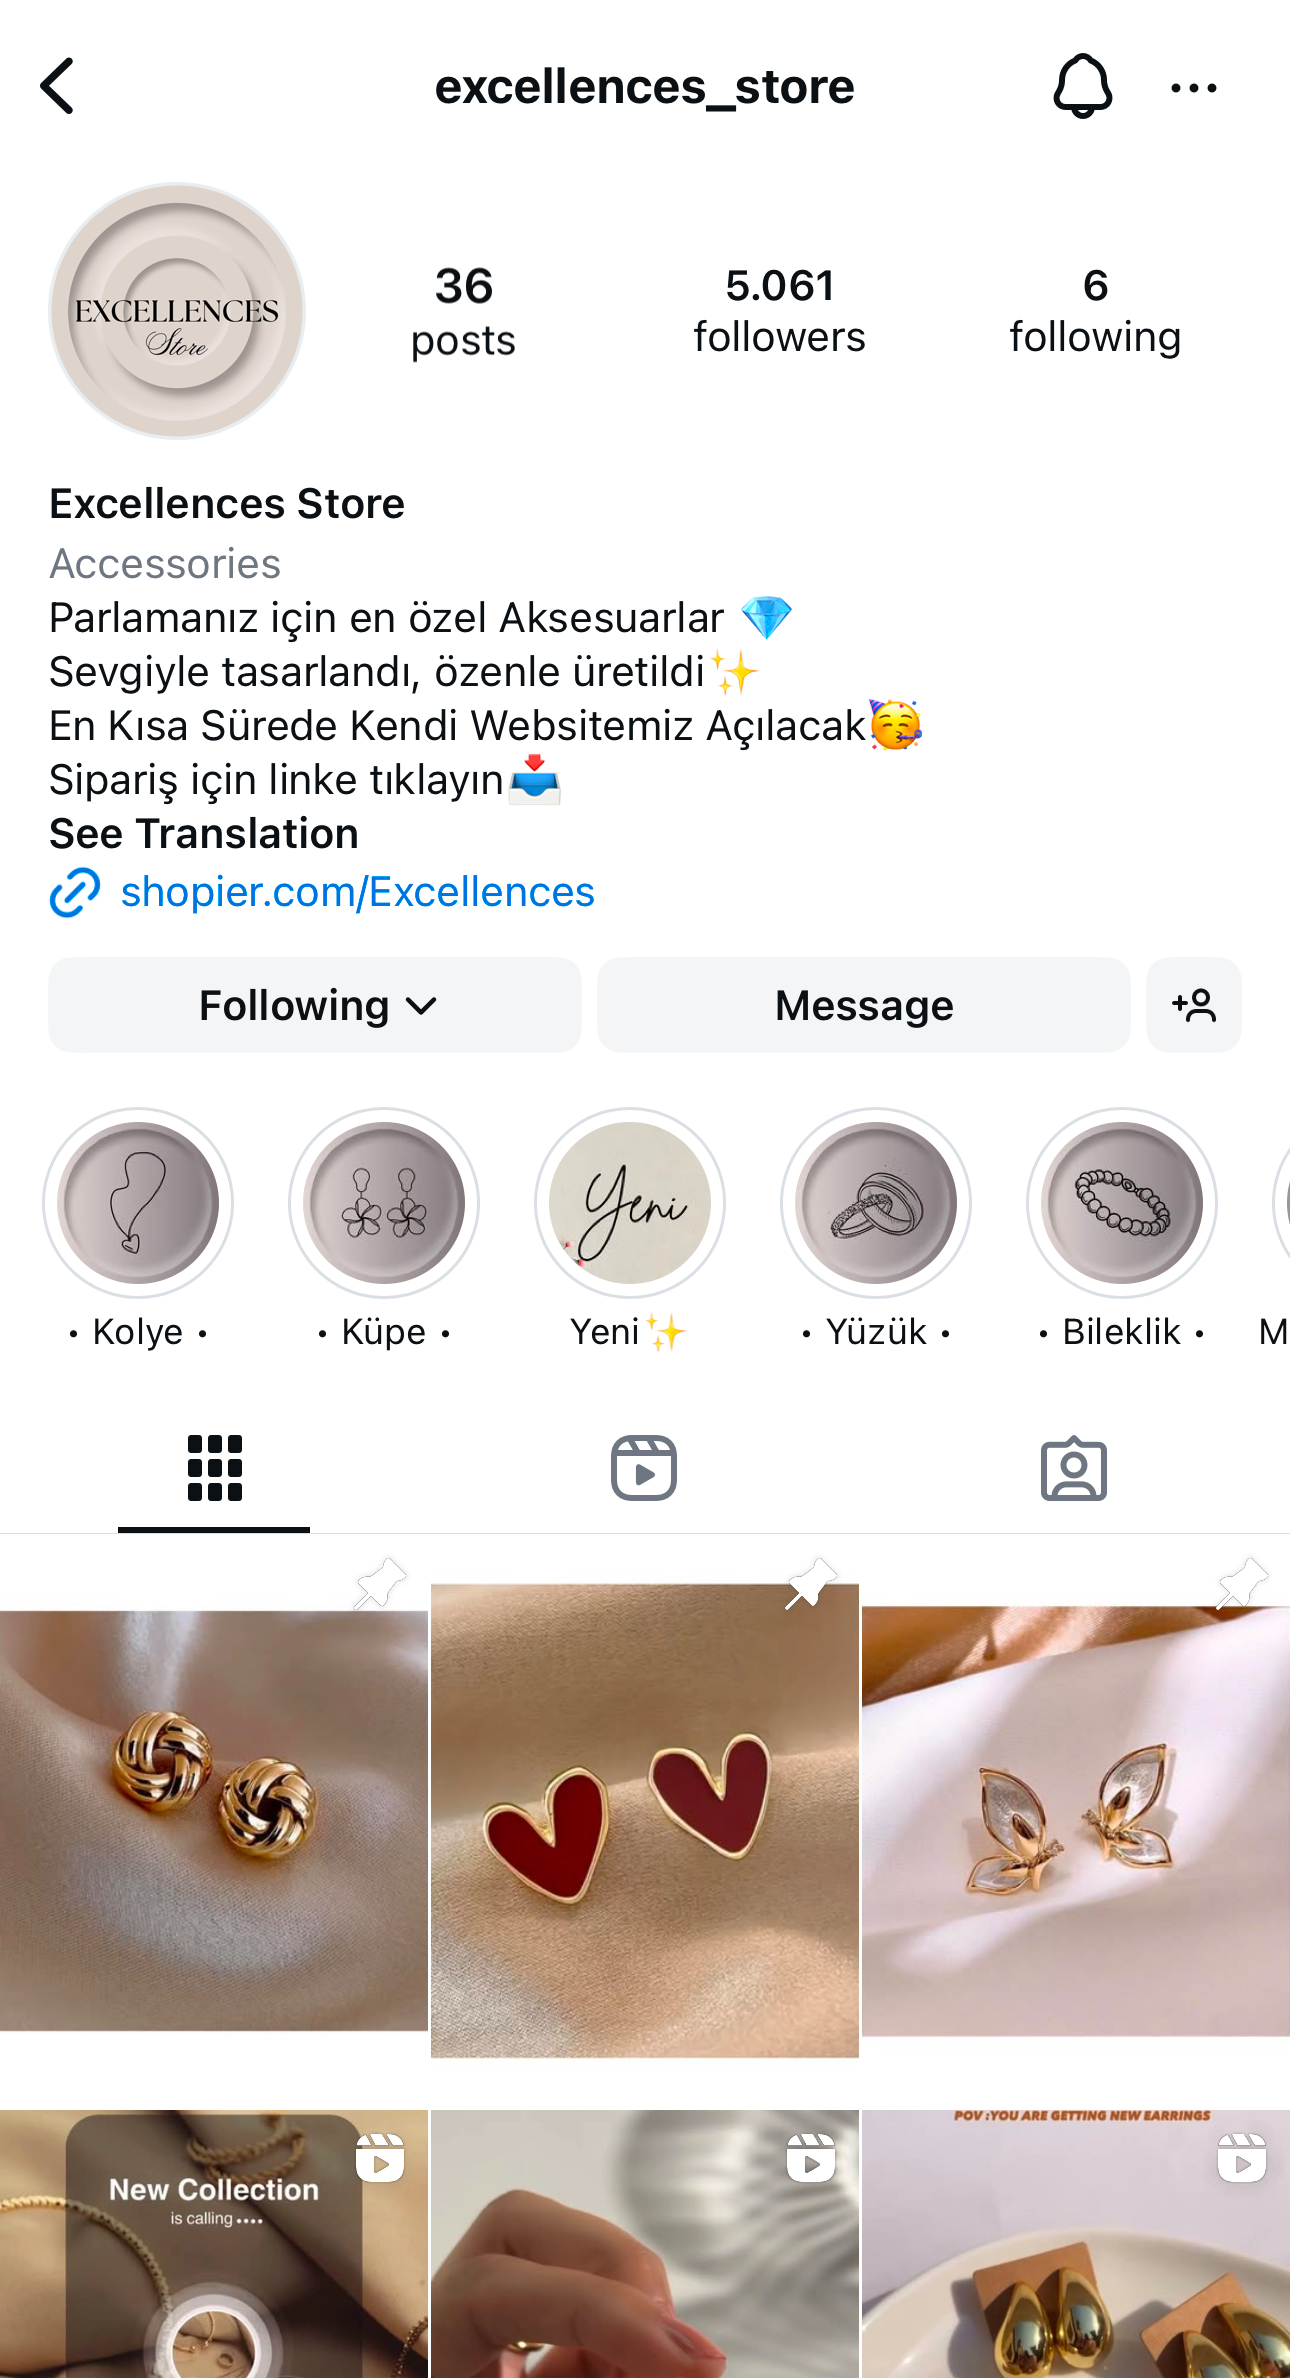 excellences_store
EXCELLENCES
Store
36
posts
5.061
followers
6
following
Excellences Store
Accessories
Parlamanız için en özel Aksesuarlar 💎
Sevgiyle tasarlandı, özenle üretildi✨
En Kısa Sürede Kendi Websitemiz Açılacak🥳
Sipariş için linke tıklayın📥
See Translation
shopier.com/Excellences
Following
Message
Yeni
• Kolye •
• Küpe •
Yeni✨
• Yüzük •
• Bileklik •
M
POV :YOU ARE GETTING NEW EARRINGS
New Collection
is calling ••••